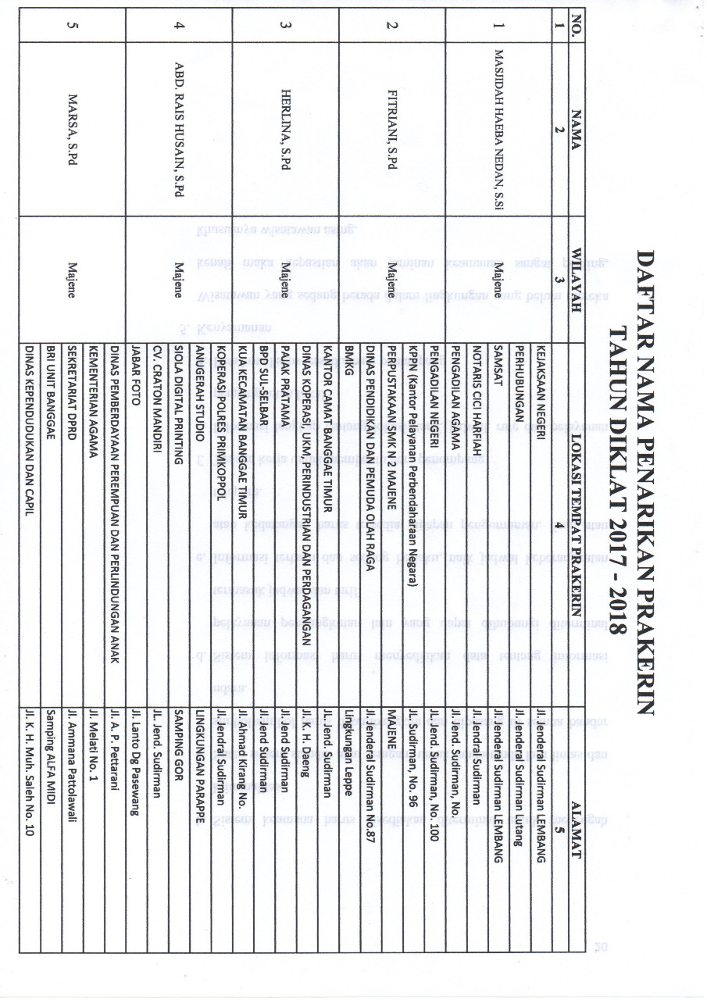 DAFTAR NAMA PENARIKAN PRAKERIN
TAHUN DIKLAT 2017 - 2018
NO. NAMA WILAYAH LOKASI TEMPAT PRAKERIN ALAMAT
1 2 3 4 5
1 MASJIDAH HAEBA NEDAN, S.Si Majene
KEJAKSAAN NEGERI Jl. Jenderal Sudirman LEMBANG
PERHUBUNGAN Jl .Jenderal Sudirman Lutang
SAMSAT Jl. Jenderal Sudirman LEMBANG
NOTARIS CICI HARFIAH Jl. Jendral Sudirman
PENGADILAN AGAMA Jl. Jend. Sudirman, No.
2 FITRIANI, S.Pd Majene
PENGADILAN NEGERI JL. Jend. Sudirman, No. 100
KPPN (Kantor Pelayanan Perbendaharaan Negara) JL. Sudirman, No. 96
PERPUSTAKAAN SMK N 2 MAJENE MAJENE
DINAS PENDIDIKAN DAN PEMUDA OLAH RAGA Jl. Jenderal Sudirman No.87
BMKG Lingkungan Leppe
3 HERLINA, S.Pd Majene
KANTOR CAMAT BANGGAE TIMUR JL. Jend. Sudirman
DINAS KOPERASI, UKM, PERINDUSTRIAN DAN PERDAGANGAN Jl. K. H. Daeng
PAJAK PRATAMA Jl. Jend Sudirman
BPD SUL-SELBAR Jl. Jend Sudirman
KUA KECAMATAN BANGGAE TIMUR Jl. Ahmad Kirang No.
4 ABD. RAIS HUSAIN, S.Pd Majene
KOPERASI POLRES PRIMKOPPOL Jl. Jendral Sudirman
ANUGERAH STUDIO LINGKUNGAN PARAPPE
SIOLA DIGITAL PRINTING SAMPING GOR
CV. CRATON MANDIRI JL. Jend. Sudirman
JABAR FOTO Jl. Lanto Dg Pasewang
5 MARSA, S.Pd Majene
DINAS PEMBERDAYAAN PEREMPUAN DAN PERLINDUNGAN ANAK Jl. A. P. Pettarani
KEMENTERIAN AGAMA Jl. Melati No. 1
SEKRETARIAT DPRD Jl. Ammana Pattolawali
BRI UNIT BANGGAE Samping ALFA MIDI
DINAS KEPENDUDUKAN DAN CAPIL Jl. K. H. Muh. Saleh No. 10